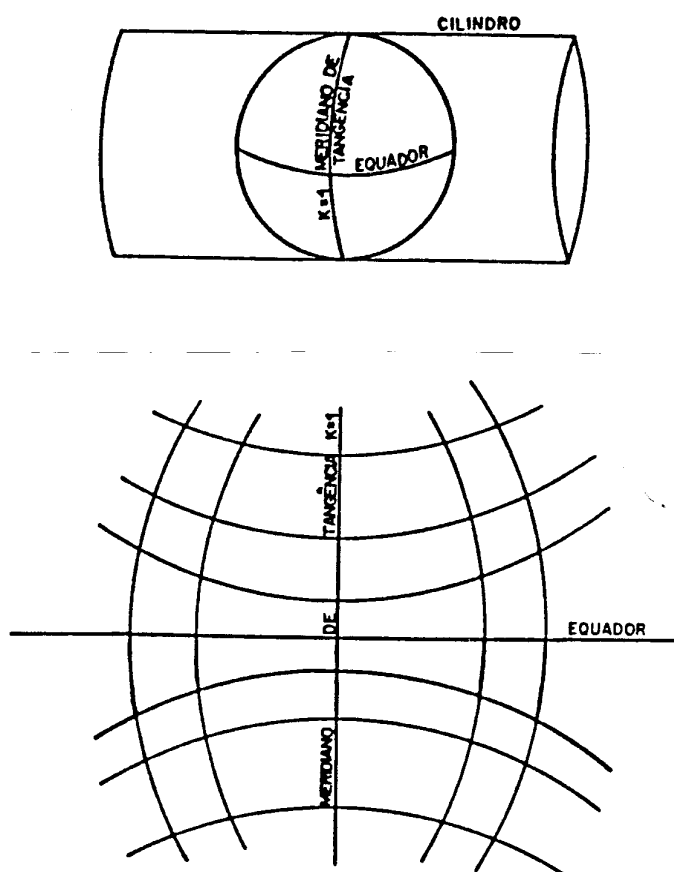 CILINDRO
MERIDIANO DE
TANGÊNCIA
EQUADOR
K=1
MERIDIANO DE TANGÊNCIA K=1
EQUADOR